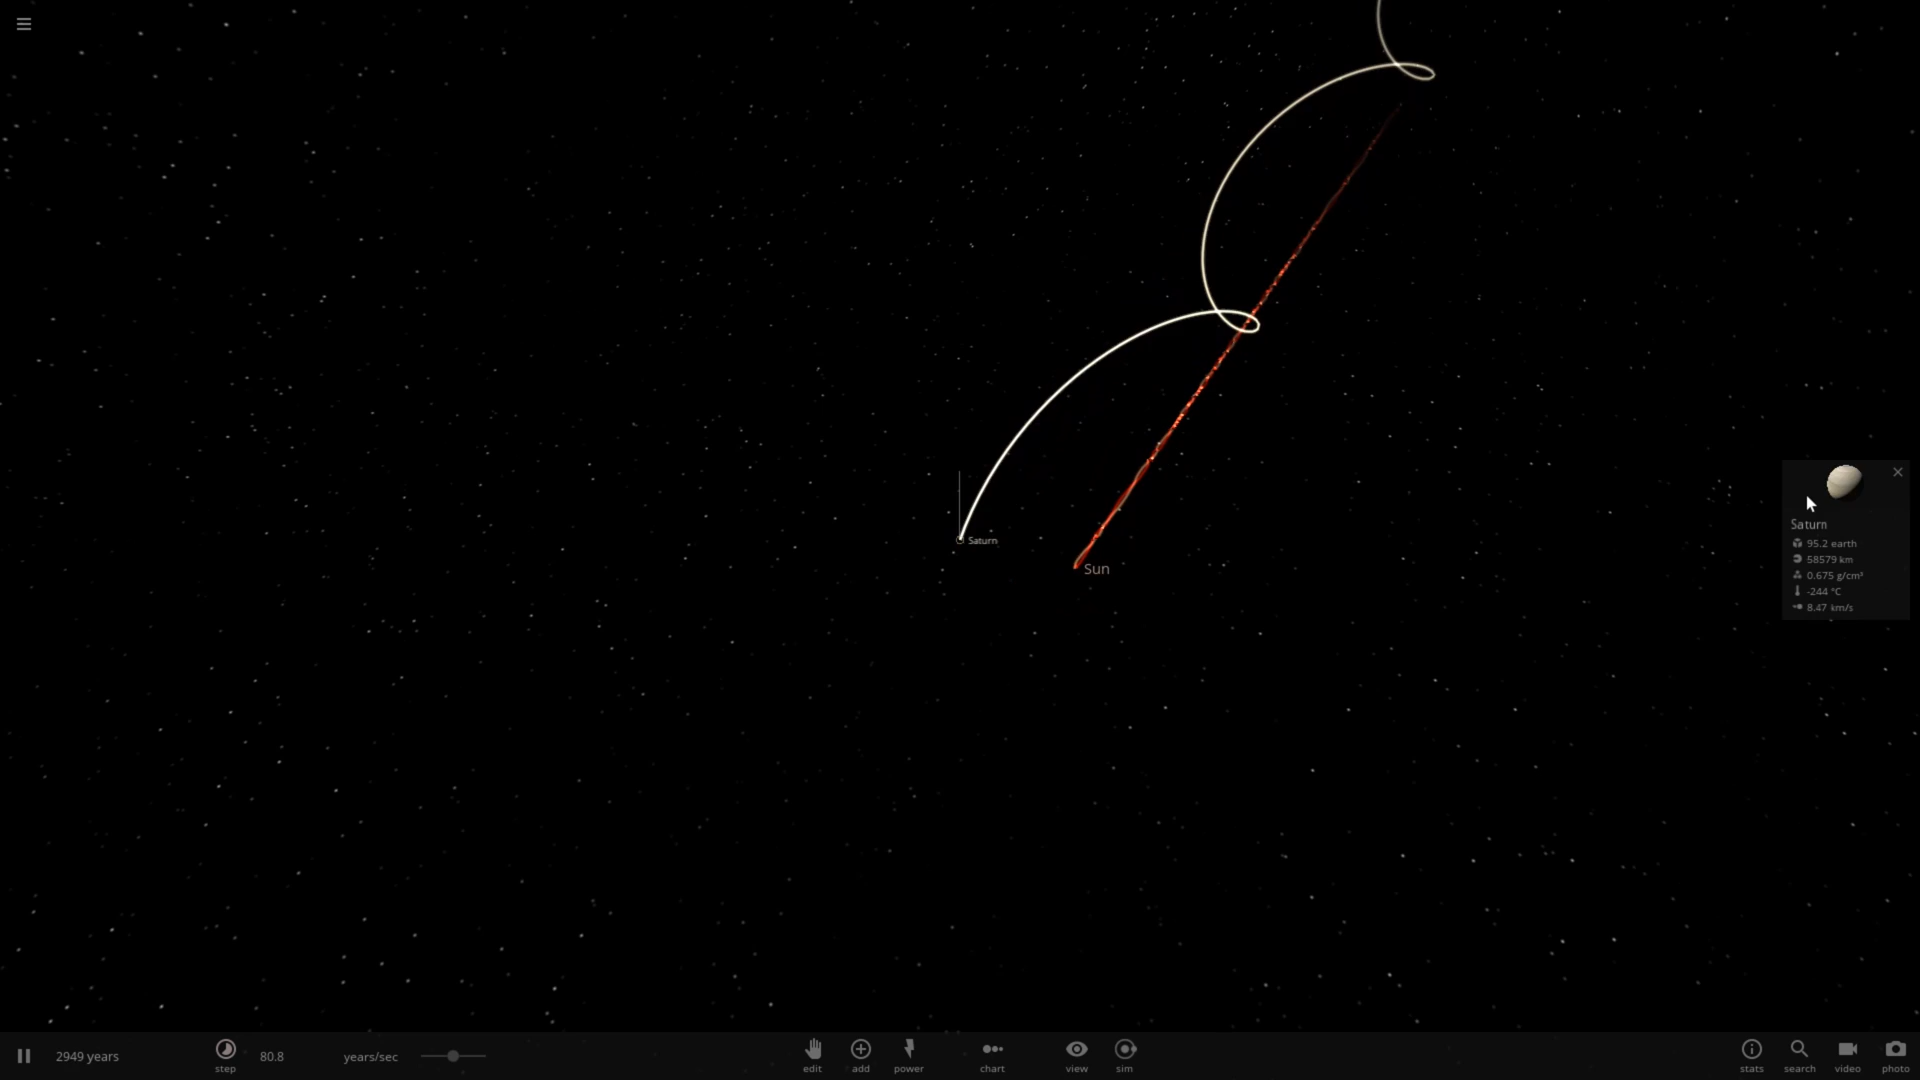 Saturn
Sun
Saturn
95.2 earth
58579 km
0.675 g/cm³
-244 °C
8.47 km/s
2949 years
step
80.8
years/sec
edit
add
power
chart
view
sim
stats
search
video
photo